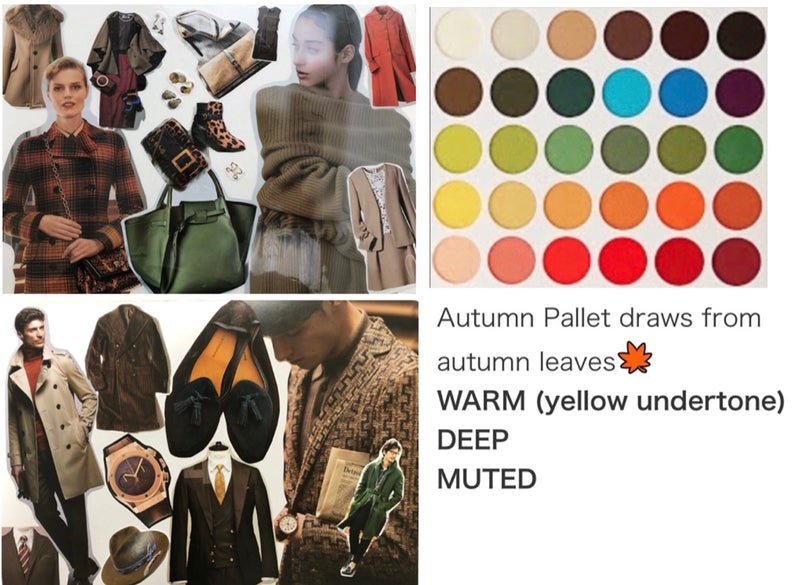 Autumn Pallet draws from
autumn leaves
WARM (yellow undertone)
DEEP
MUTED